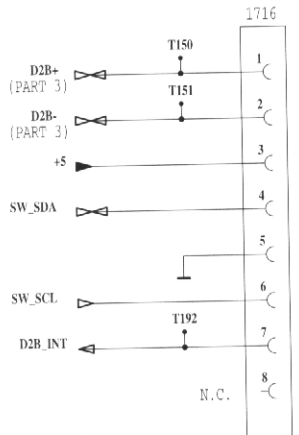 1716
T150
D2B+ 1
(PART 3)
T151
D2B- 2
(PART 3)
+5 3
SW_SDA 4
5
SW_SCL 6
T192
D2B_INT 7
N.C. 8